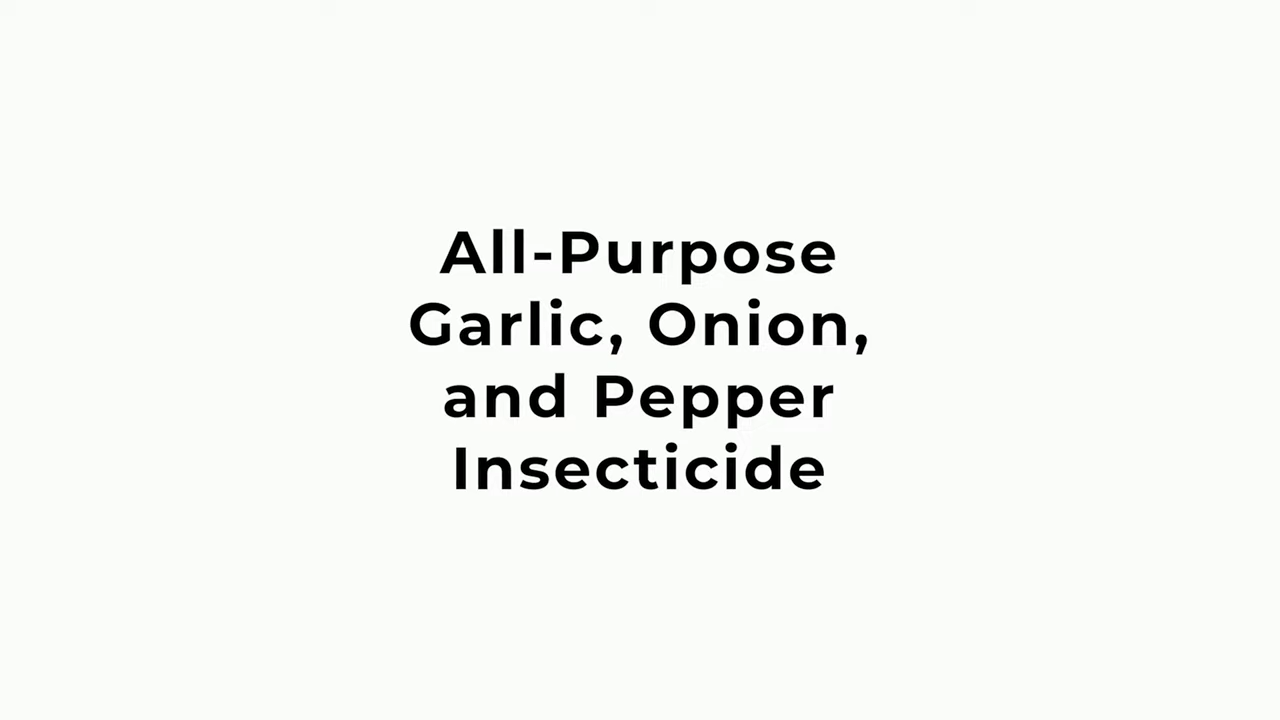 All-Purpose
Garlic, Onion,
and Pepper
Insecticide